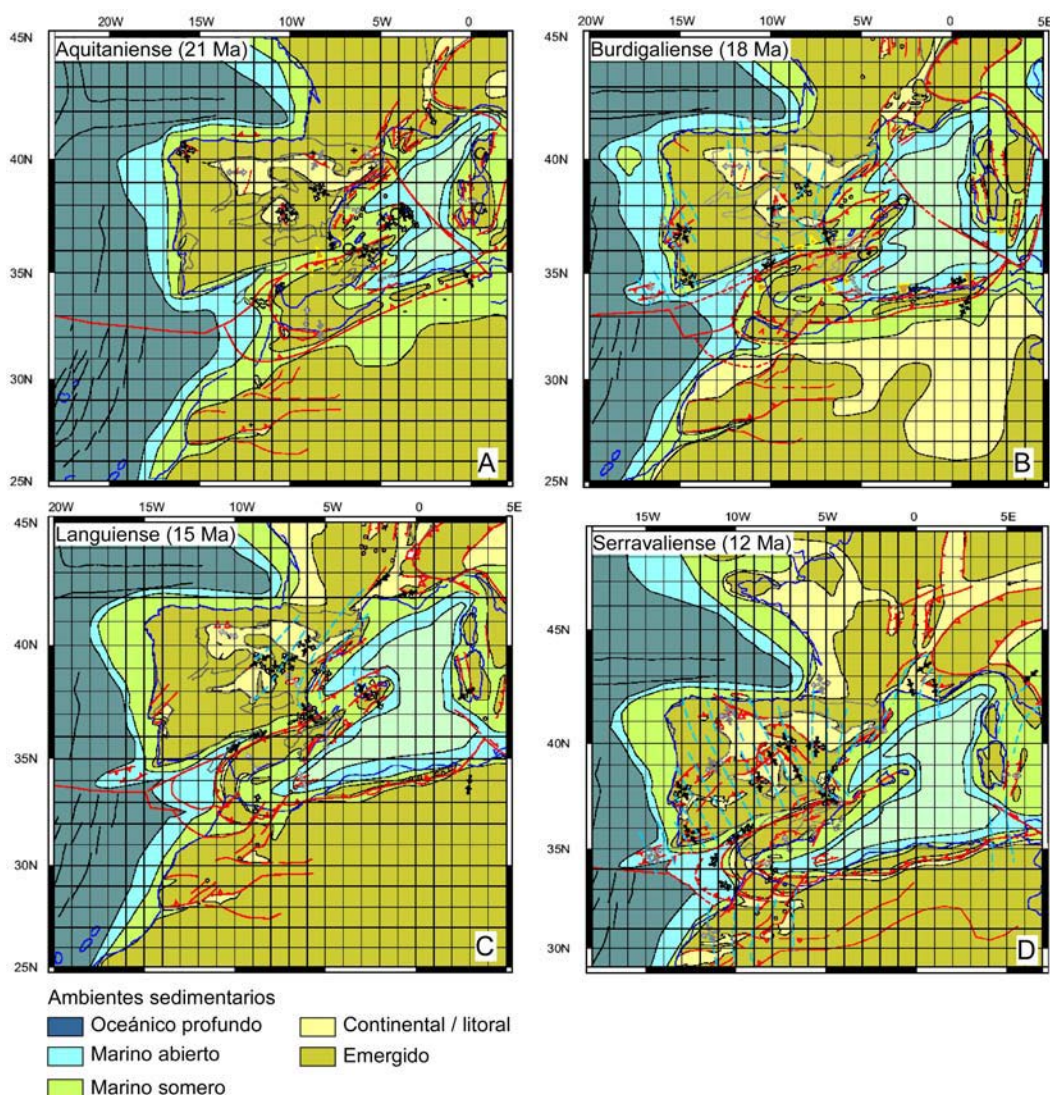 20W 15W 10W 5W 0
45N
Aquitaniense (21 Ma)
40N
35N
30N
25N
A
20W 15W 10W 5W 0 5E
45N
Burdigaliense (18 Ma)
40N
35N
30N
25N
B
20W 15W 10W 5W 0 5E
45N
Languiense (15 Ma)
40N
35N
30N
25N
C
15W 10W 5W 0 5E
Serravaliense (12 Ma)
45N
40N
35N
30N
D
Ambientes sedimentarios
Oceánico profundo
Marino abierto
Marino somero
Continental / litoral
Emergido